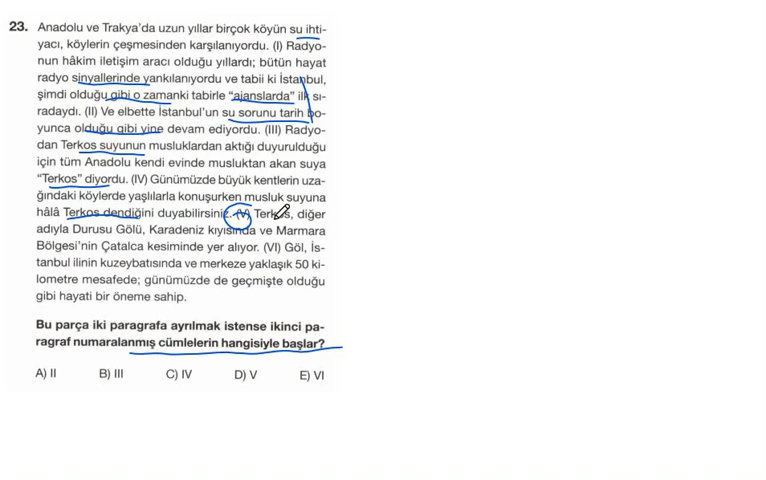 23. Anadolu ve Trakya'da uzun yıllar birçok köyün su ihti-
yacı, köylerin çeşmesinden karşılanıyordu. (I) Radyo-
nun hâkim iletişim aracı olduğu yıllardı; bütün hayat
radyo sinyallerinde yankılanıyordu ve tabii ki İstanbul,
şimdi olduğu gibi o zamanki tabirle "ajanslarda" ilk sı-
radaydı. (II) Ve elbette İstanbul'un su sorunu tarih bo-
yunca olduğu gibi yine devam ediyordu. (III) Radyo-
dan Terkos suyunun musluklardan aktığı duyurulduğu
için tüm Anadolu kendi evinde musluktan akan suya
"Terkos" diyordu. (IV) Günümüzde büyük kentlerin uza-
ğındaki köylerde yaşlılarla konuşurken musluk suyuna
hâlâ Terkos dendiğini duyabilirsiniz. (V) Terkos, diğer
adıyla Durusu Gölü, Karadeniz kıyısında ve Marmara
Bölgesi'nin Çatalca kesiminde yer alıyor. (VI) Göl, İs-
tanbul ilinin kuzeybatısında ve merkeze yaklaşık 50 ki-
lometre mesafede; günümüzde de geçmişte olduğu
gibi hayati bir öneme sahip.
Bu parça iki paragrafa ayrılmak istense ikinci pa-
ragraf numaralanmış cümlelerin hangisiyle başlar?
A) II B) III C) IV D) V E) VI